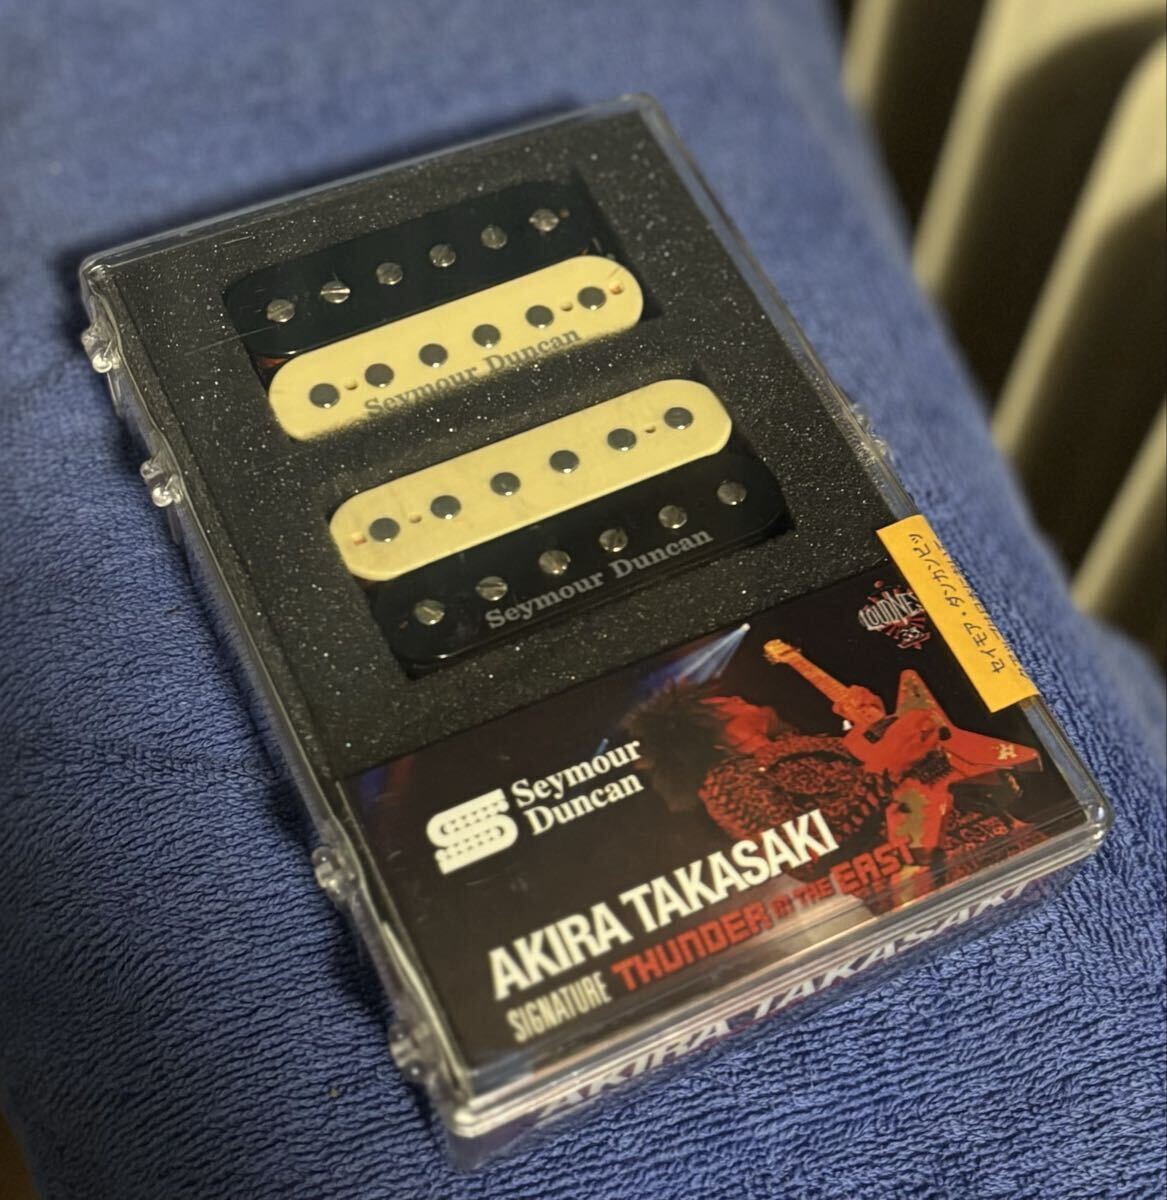 Seymour Duncan
Seymour Duncan
LOUDNESS
セイモア・ダンカンピッ
Seymour
Duncan
AKIRA TAKASAKI
SIGNATURE THUNDER IN THE EAST
AKIRA TAKASAKI